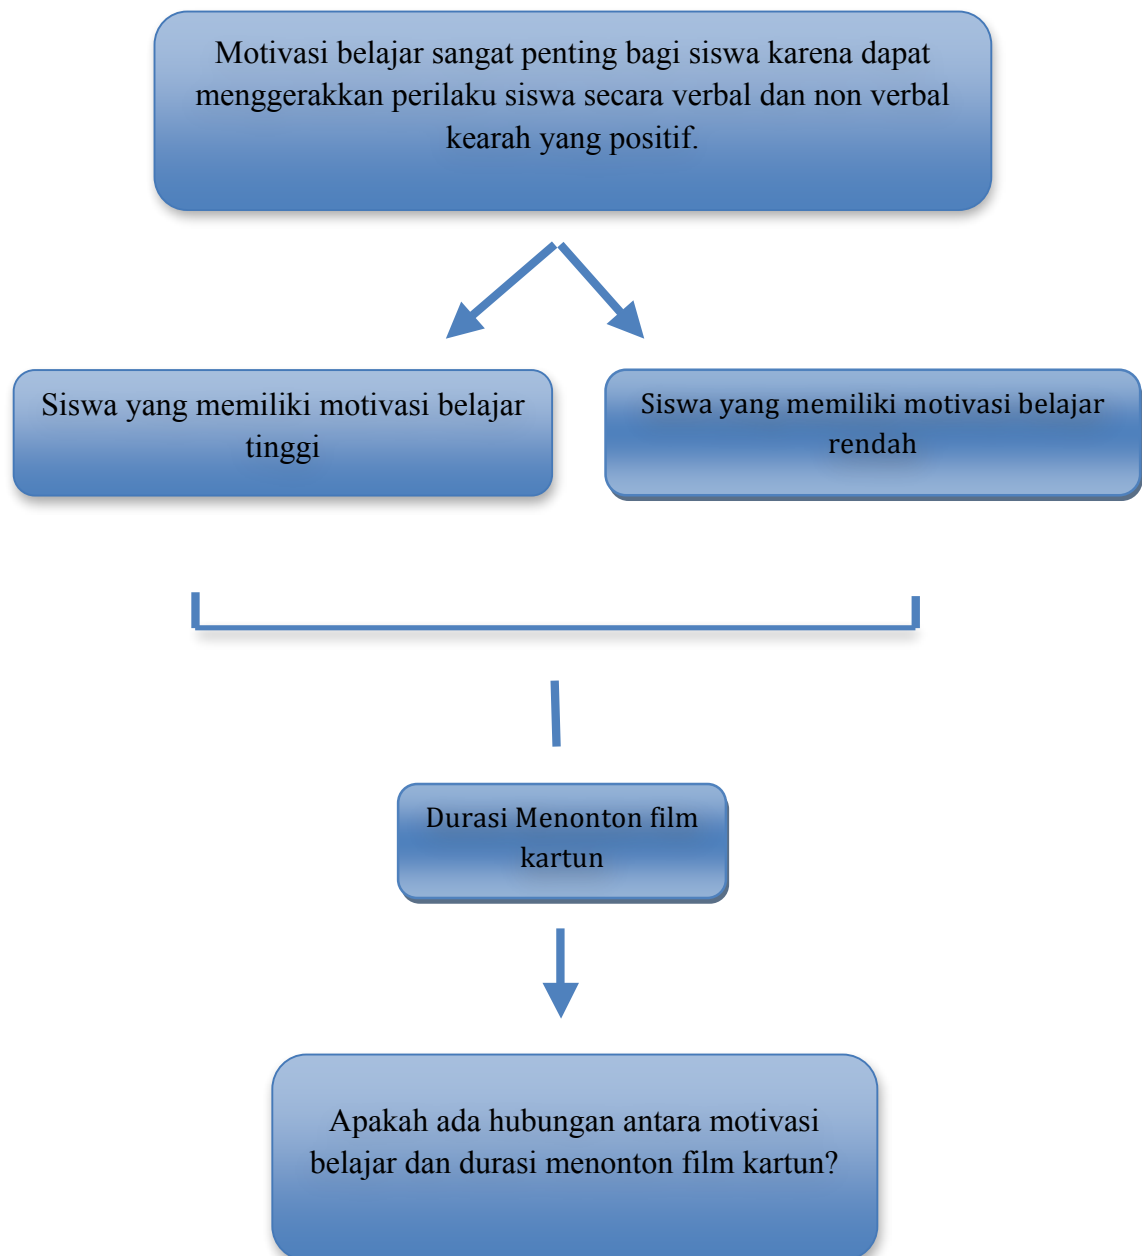 Motivasi belajar sangat penting bagi siswa karena dapat
menggerakkan perilaku siswa secara verbal dan non verbal
kearah yang positif.
Siswa yang memiliki motivasi belajar
tinggi
Siswa yang memiliki motivasi belajar
rendah
Durasi Menonton film
kartun
Apakah ada hubungan antara motivasi
belajar dan durasi menonton film kartun?